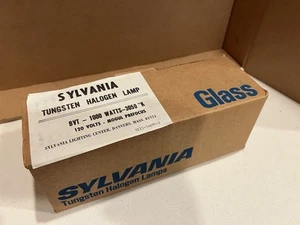 SYLVANIA
TUNGSTEN HALOGEN LAMP
BVT - 1000 WATTS-3050 °K
120 VOLTS - MOGUL PREFOCUS
SYLVANIA LIGHTING CENTER, DANVERS, MASS. 01923
Glass
SYLVANIA
Tungsten Halogen Lamps